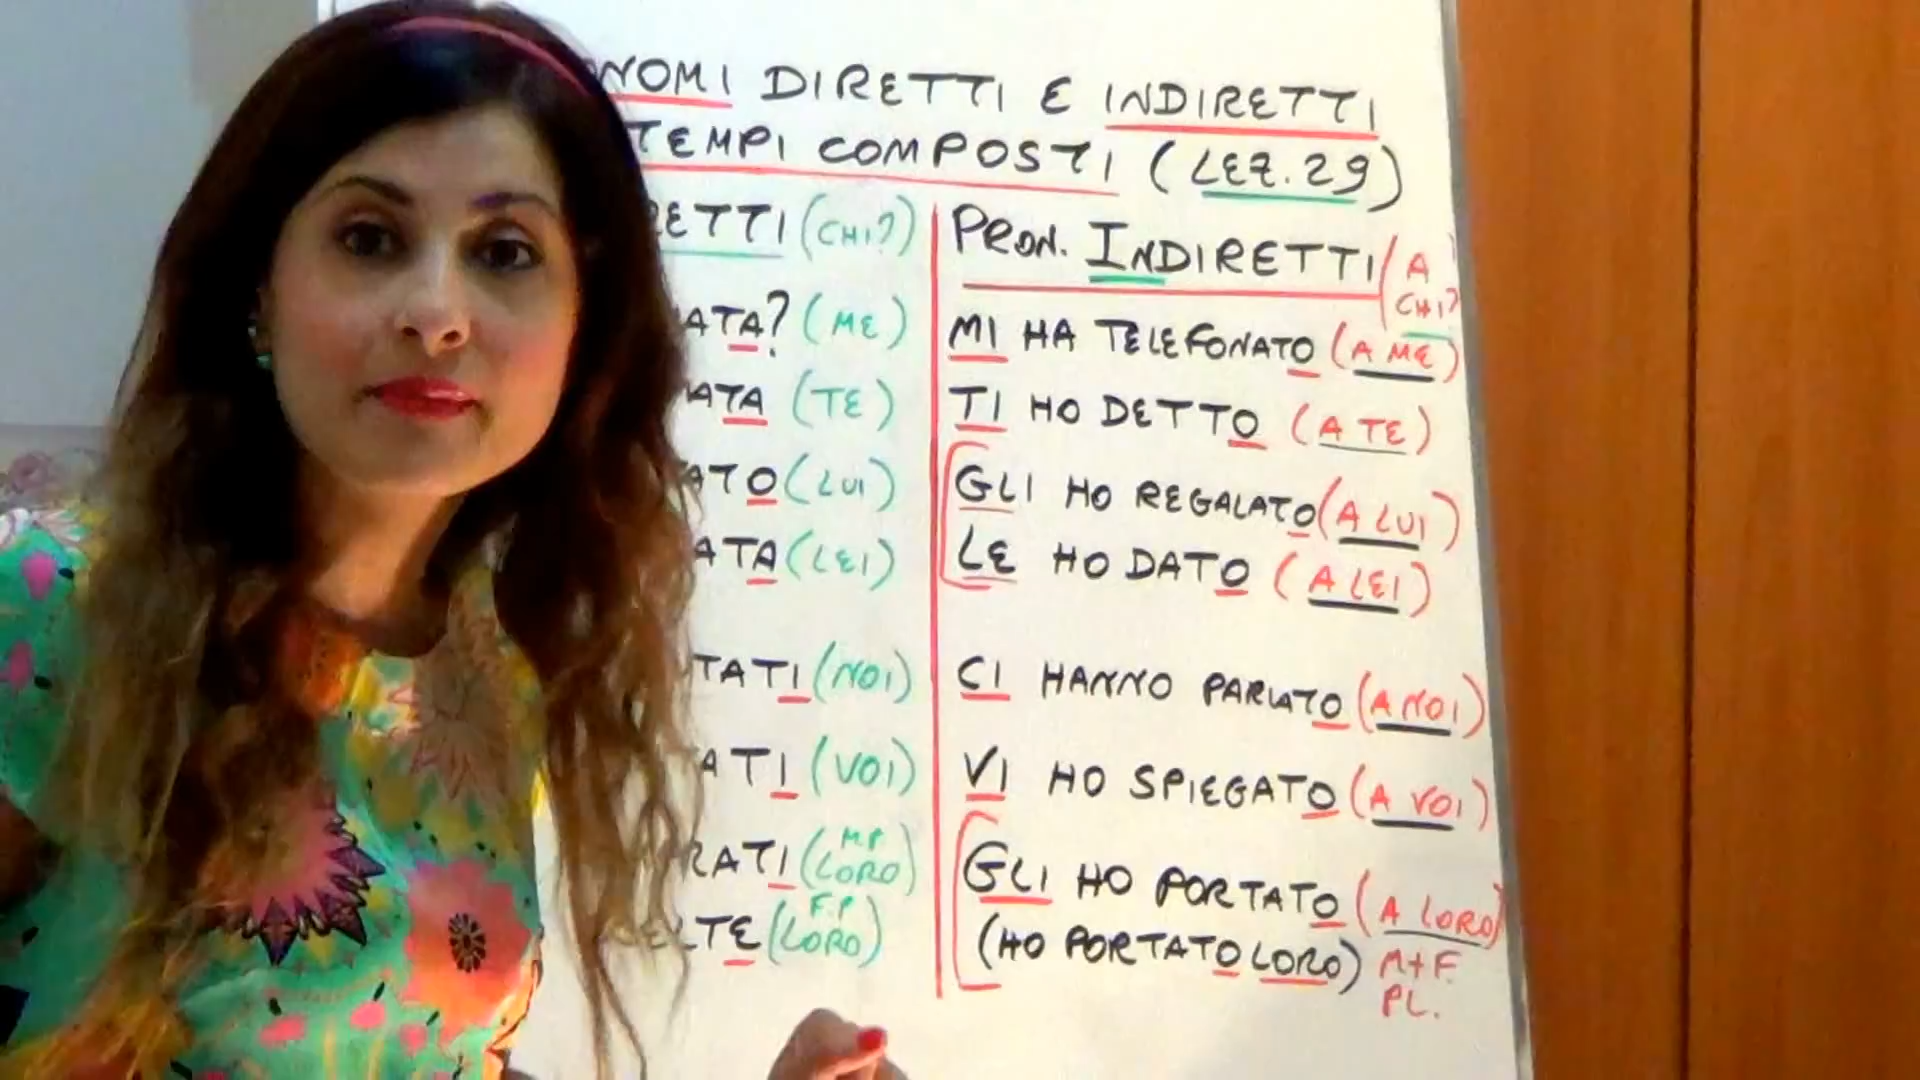 NOMI DIRETTI E INDIRETTI
TEMPI COMPOSTI (LEZ. 29)
RETTI (CHI?)
ATA? (ME)
ATA (TE)
ATO (LUI)
ATA (LEI)
TATI (NOI)
ATI (VOI)
RATI (LORO) M.P
ELTE (LORO) F.P
PRON. INDIRETTI (A CHI?
MI HA TELEFONATO (A ME)
TI HO DETTO (A TE)
GLI HO REGALATO (A LUI)
LE HO DATO (A LEI)
CI HANNO PARLATO (A NOI)
VI HO SPIEGATO (A VOI)
GLI HO PORTATO (A LORO)
(HO PORTATO LORO) M+F.
PL.